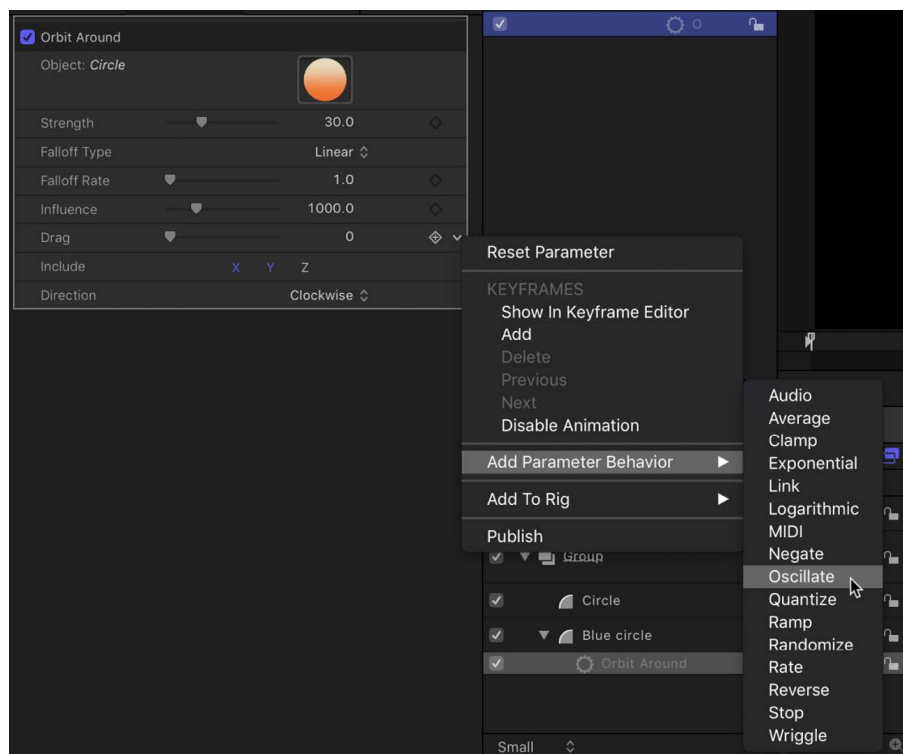 Orbit Around
Object: Circle
Strength 30.0
Falloff Type Linear
Falloff Rate 1.0
Influence 1000.0
Drag 0
Include X Y Z
Direction Clockwise
O
Reset Parameter
KEYFRAMES
Show In Keyframe Editor
Add
Delete
Previous
Next
Disable Animation
Add Parameter Behavior
Add To Rig
Publish
Audio
Average
Clamp
Exponential
Link
Logarithmic
MIDI
Negate
Oscillate
Quantize
Ramp
Randomize
Rate
Reverse
Stop
Wriggle
Group
Circle
Blue circle
Orbit Around
Small